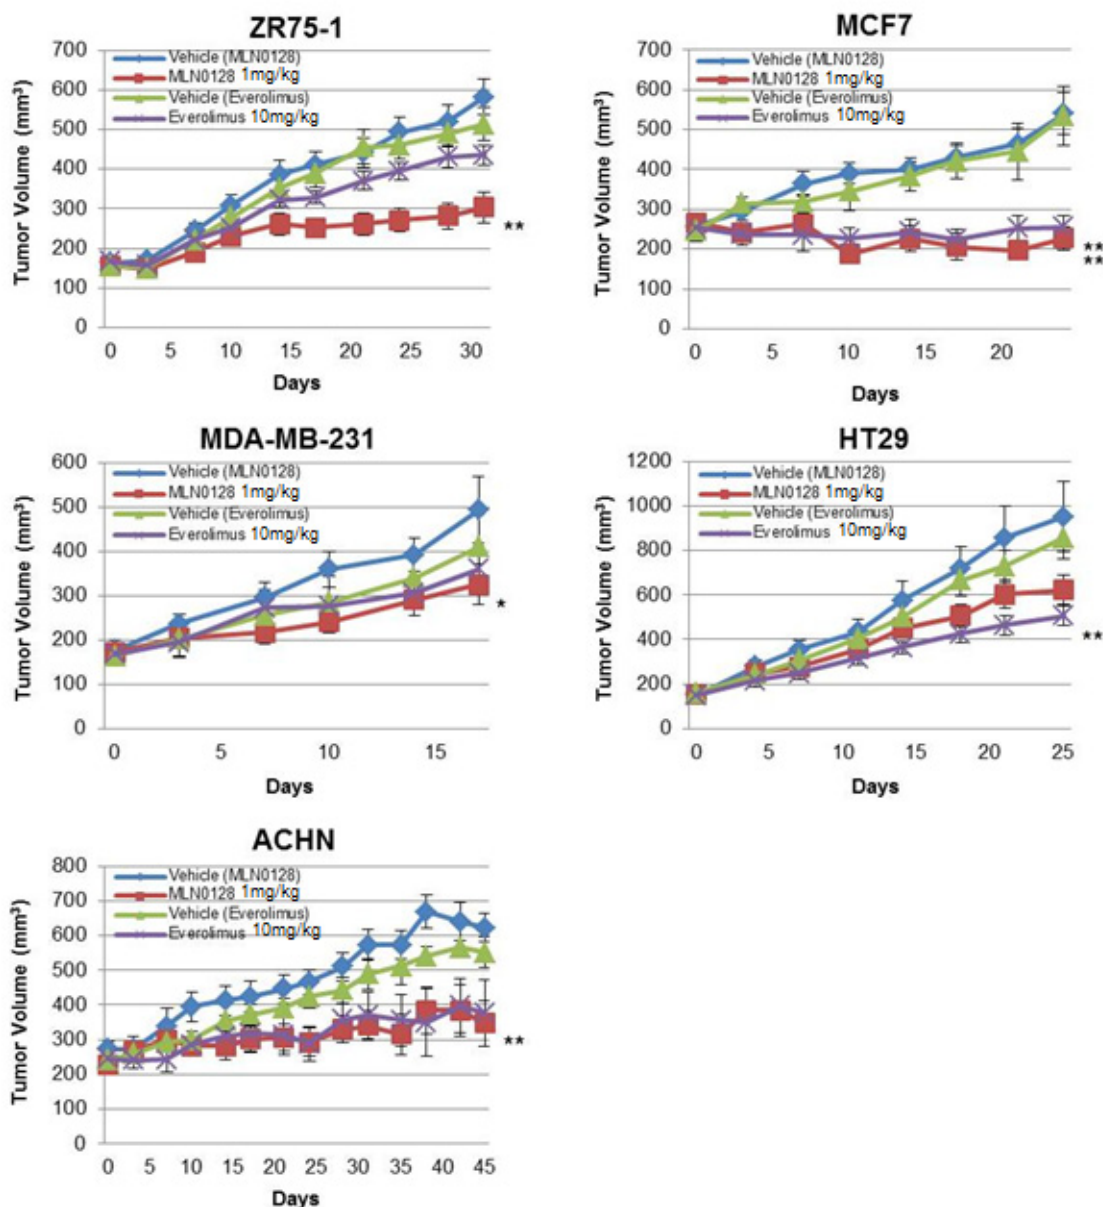 ZR75-1
Tumor Volume (mm³)
700
600
500
400
300
200
100
0
Vehicle (MLN0128)
MLN0128 1mg/kg
Vehicle (Everolimus)
Everolimus 10mg/kg
**
0 5 10 15 20 25 30
Days
MCF7
Tumor Volume (mm³)
700
600
500
400
300
200
100
0
Vehicle (MLN0128)
MLN0128 1mg/kg
Vehicle (Everolimus)
Everolimus 10mg/kg
**
**
0 5 10 15 20
Days
MDA-MB-231
Tumor Volume (mm³)
600
500
400
300
200
100
0
Vehicle (MLN0128)
MLN0128 1mg/kg
Vehicle (Everolimus)
Everolimus 10mg/kg
*
0 5 10 15
Days
HT29
Tumor Volume (mm³)
1200
1000
800
600
400
200
0
Vehicle (MLN0128)
MLN0128 1mg/kg
Vehicle (Everolimus)
Everolimus 10mg/kg
**
0 5 10 15 20 25
Days
ACHN
Tumor Volume (mm³)
800
700
600
500
400
300
200
100
0
Vehicle (MLN0128)
MLN0128 1mg/kg
Vehicle (Everolimus)
Everolimus 10mg/kg
**
0 5 10 15 20 25 30 35 40 45
Days